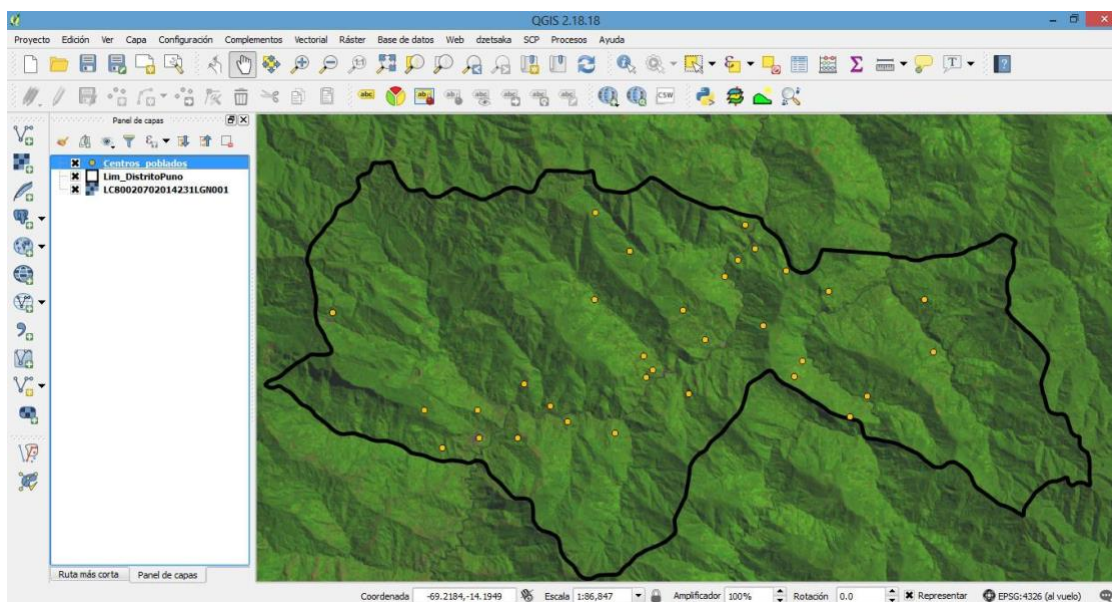 QGIS 2.18.18
Proyecto Edición Ver Capa Configuración Complementos Vectorial Ráster Base de datos Web dzetsaka SCP Procesos Ayuda
CSW
Panel de capas
Centros_poblados
Lim_DistritoPuno
LC80020702014231LGN001
Ruta más corta Panel de capas
Coordenada -69.2184,-14.1949 Escala 1:86,847 Amplificador 100% Rotación 0.0 Representar EPSG:4326 (al vuelo)